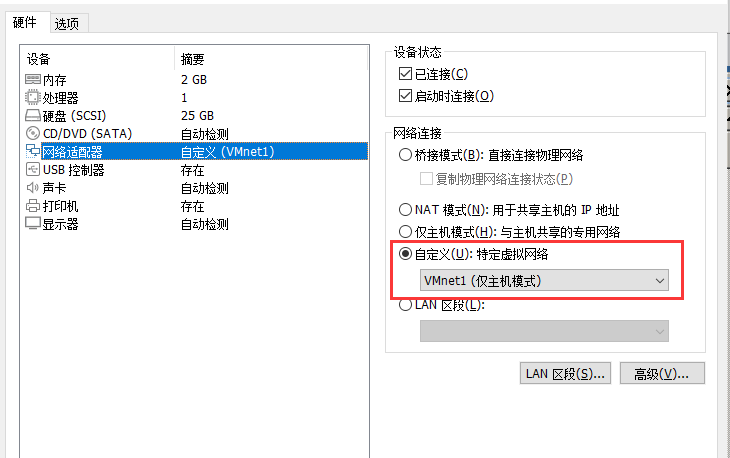 硬件 选项
设备 摘要
内存 2 GB
处理器 1
硬盘 (SCSI) 25 GB
CD/DVD (SATA) 自动检测
网络适配器 自定义 (VMnet1)
USB 控制器 存在
声卡 自动检测
打印机 存在
显示器 自动检测
设备状态
已连接(C)
启动时连接(O)
网络连接
桥接模式(B): 直接连接物理网络
复制物理网络连接状态(P)
NAT 模式(N): 用于共享主机的 IP 地址
仅主机模式(H): 与主机共享的专用网络
自定义(U): 特定虚拟网络
VMnet1 (仅主机模式)
LAN 区段(L):
LAN 区段(S)... 高级(V)...